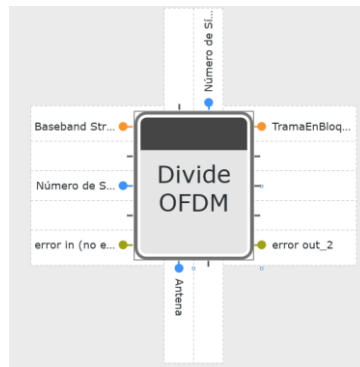 Número de Sí...
Baseband Str...
TramaEnBloq...
Divide
OFDM
Número de S...
error in (no e...
error out_2
Antena